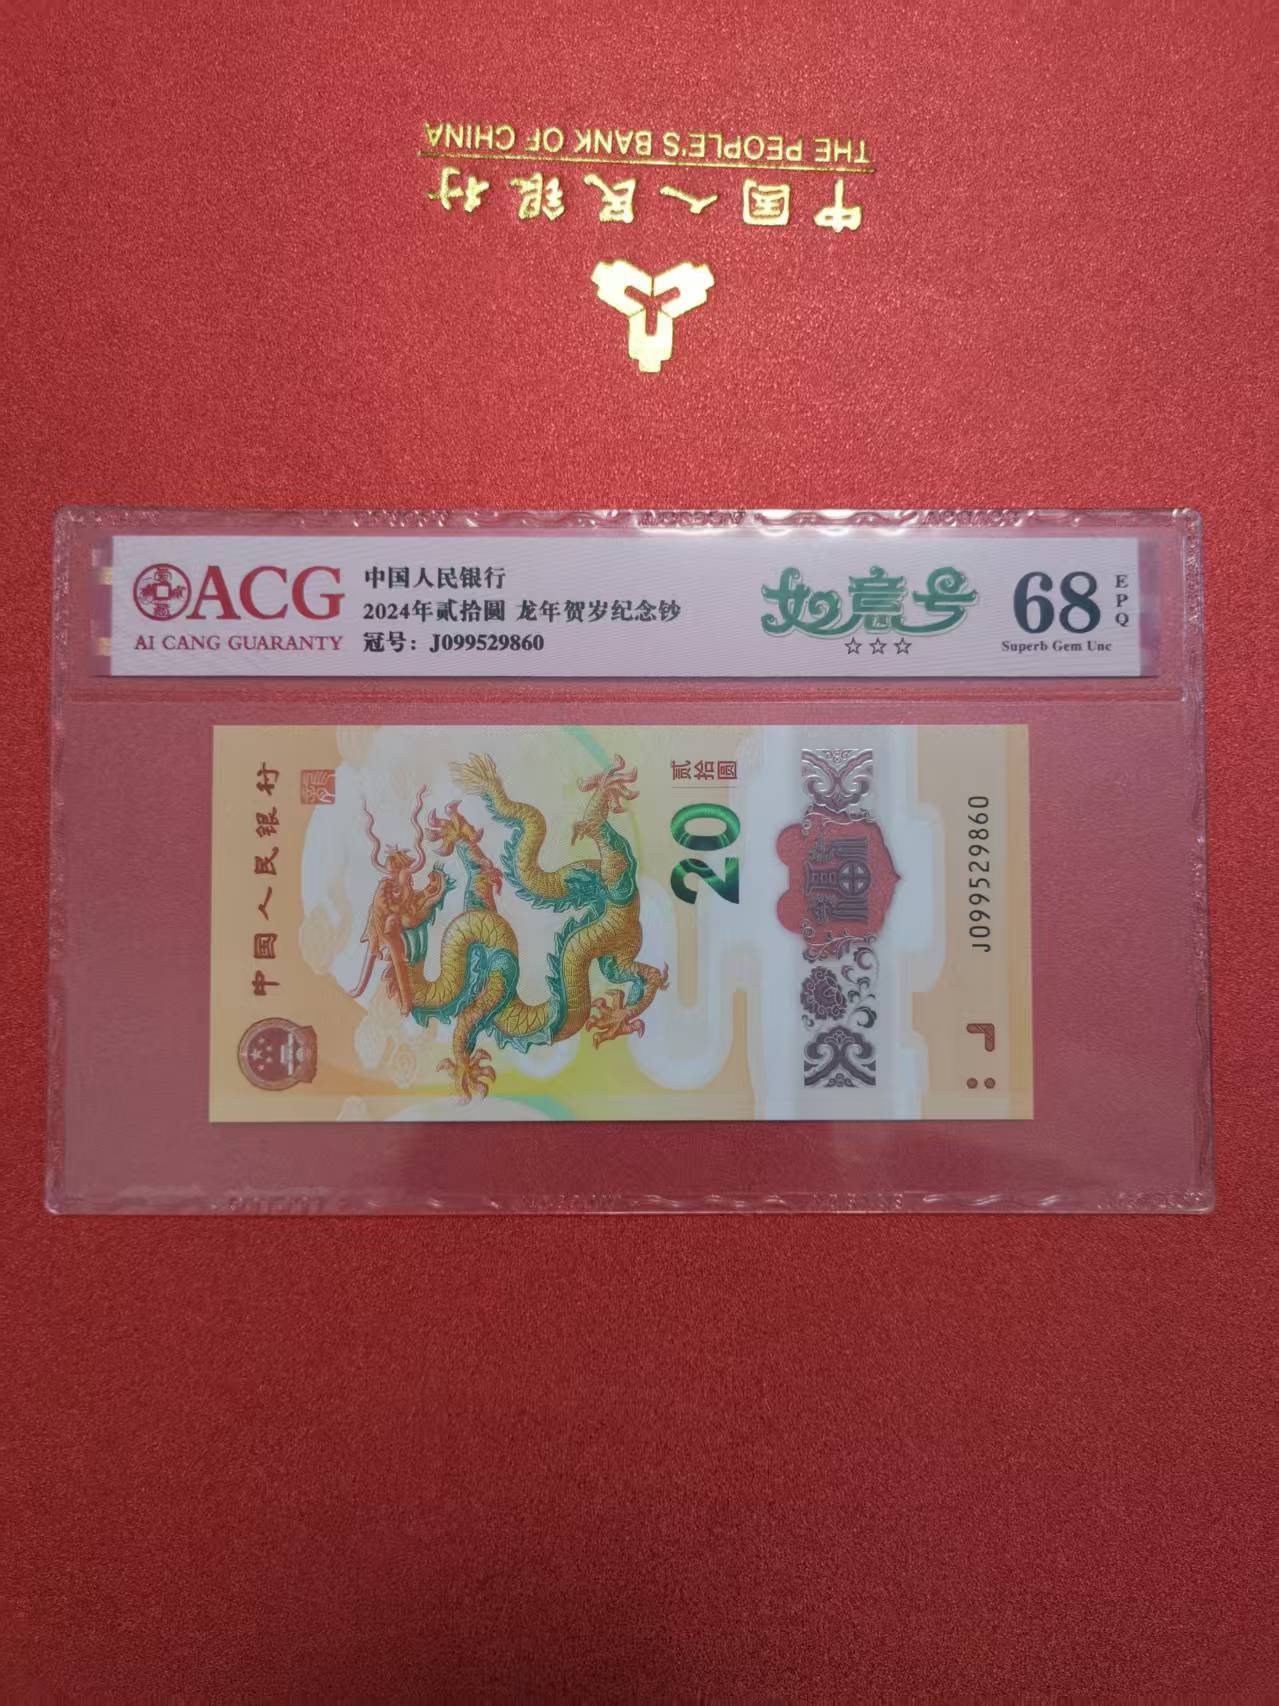 中国人民银行
THE PEOPLE'S BANK OF CHINA
ACG
AI CANG GUARANTY
中国人民银行
2024年贰拾圆 龙年贺岁纪念钞
冠号：J099529860
如意号
☆☆☆
68
EPQ
Superb Gem Unc
中国人民银行
贰拾圆
20
J099529860